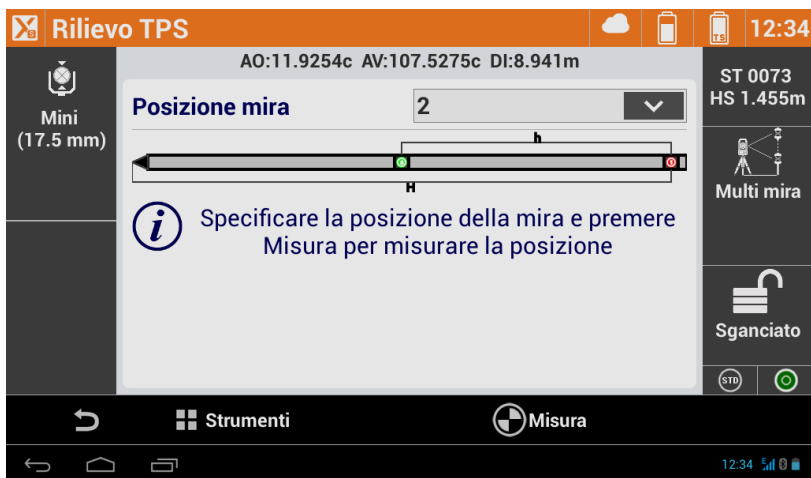 Rilievo TPS
TS
12:34
AO:11.9254c AV:107.5275c DI:8.941m
Mini
(17.5 mm)
Posizione mira
2
h
H
Specificare la posizione della mira e premere
Misura per misurare la posizione
ST 0073
HS 1.455m
Multi mira
Sganciato
STD
Strumenti
Misura
12:34